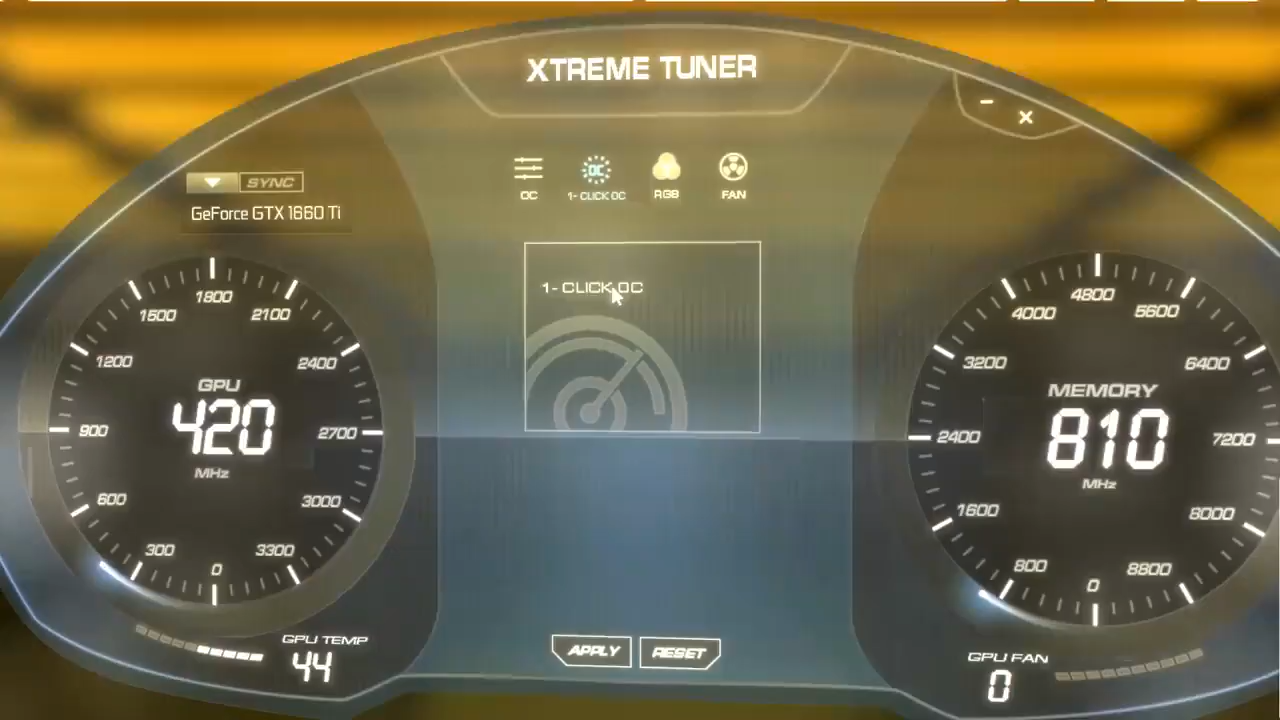 XTREME TUNER
SYNC
GeForce GTX 1660 Ti
OC
OC
1- CLICK OC
RGB
FAN
1- CLICK OC
0
300
600
900
1200
1500
1800
2100
2400
2700
3000
3300
GPU
420
MHz
GPU TEMP
44
0
800
1600
2400
3200
4000
4800
5600
6400
7200
8000
8800
MEMORY
810
MHz
GPU FAN
0
APPLY
RESET